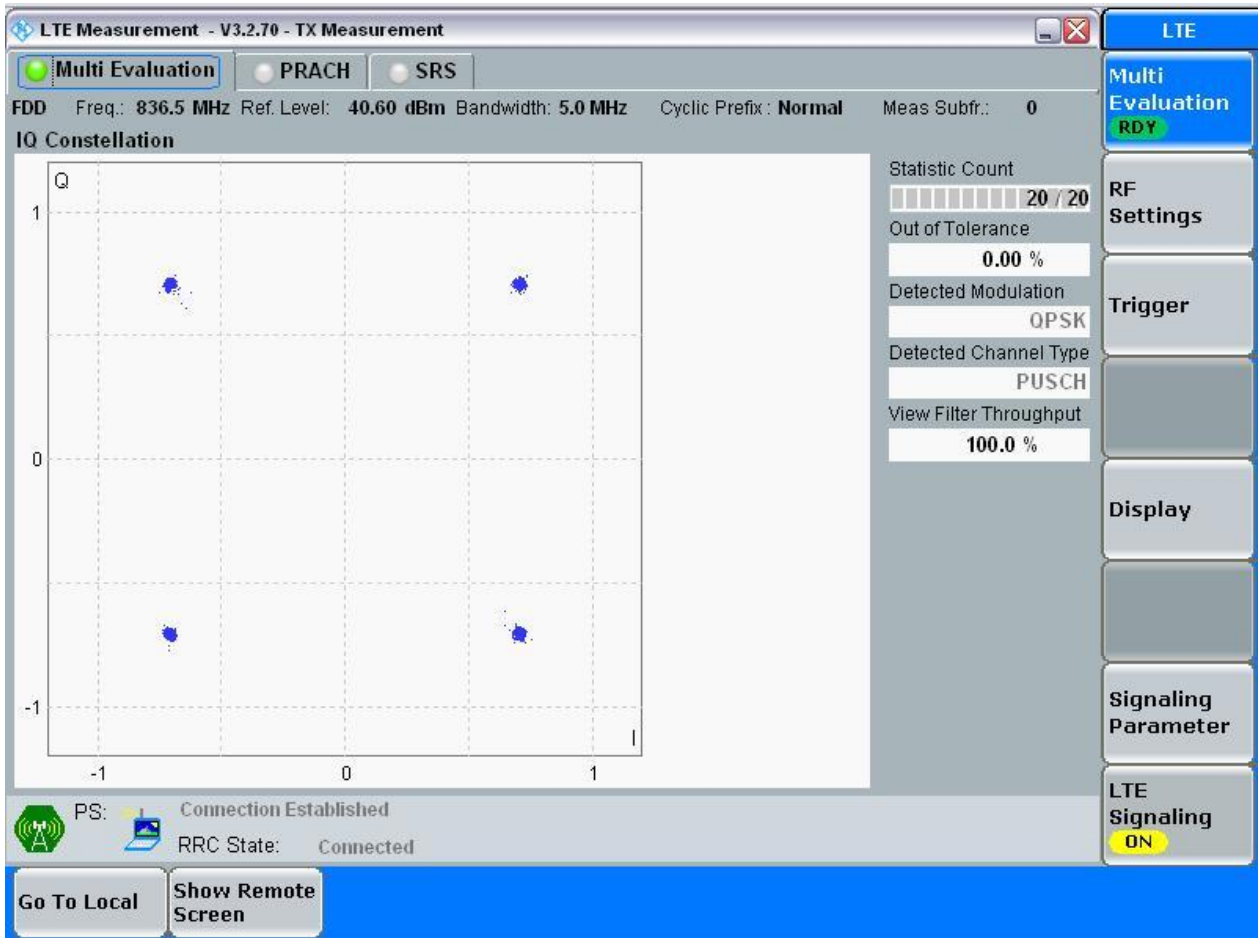 LTE Measurement - V3.2.70 - TX Measurement
LTE
Multi Evaluation PRACH SRS
Multi
Evaluation
RDY
FDD Freq.: 836.5 MHz Ref. Level: 40.60 dBm Bandwidth: 5.0 MHz Cyclic Prefix : Normal Meas Subfr.: 0
IQ Constellation
Q
1
0
-1
-1 0 1
I
Statistic Count
20 / 20
Out of Tolerance
0.00 %
Detected Modulation
QPSK
Detected Channel Type
PUSCH
View Filter Throughput
100.0 %
RF
Settings
Trigger
Display
Signaling
Parameter
LTE
Signaling
ON
PS: Connection Established
RRC State: Connected
Go To Local
Show Remote
Screen